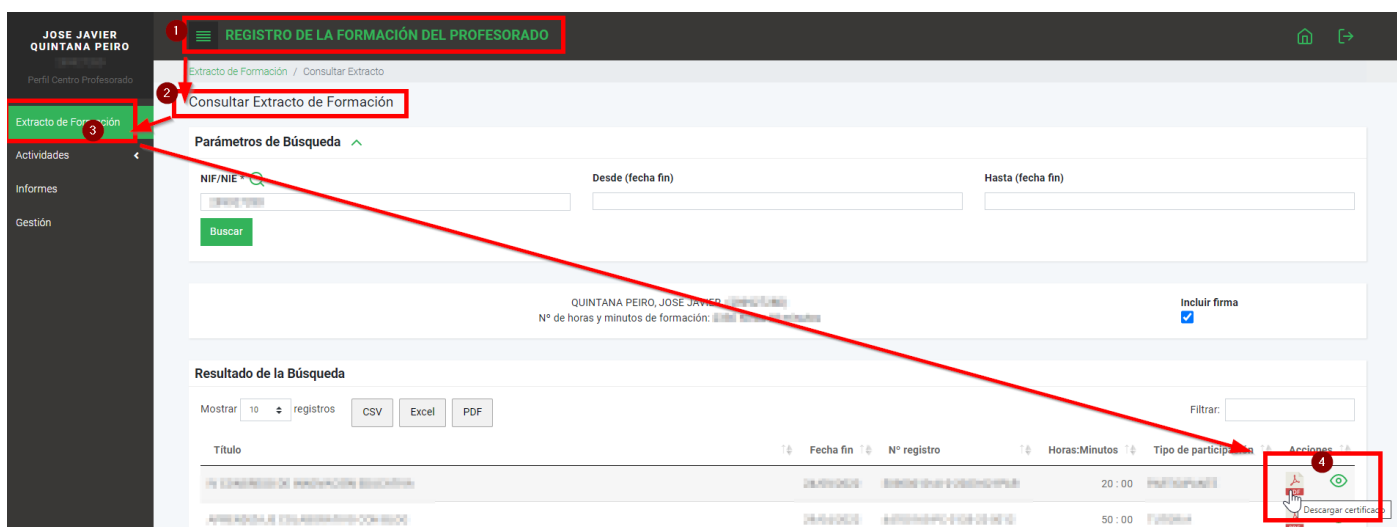 JOSE JAVIER
QUINTANA PEIRO
Perfil Centro Profesorado
Extracto de Formación
3
Actividades
Informes
Gestión
1
REGISTRO DE LA FORMACIÓN DEL PROFESORADO
Extracto de Formación / Consultar Extracto
2
Consultar Extracto de Formación
Parámetros de Búsqueda
NIF/NIE * Desde (fecha fin) Hasta (fecha fin)
Buscar
QUINTANA PEIRO, JOSE JAVIER
Nº de horas y minutos de formación:
Incluir firma
Resultado de la Búsqueda
Mostrar 10 registros CSV Excel PDF Filtrar:
Título Fecha fin Nº registro Horas:Minutos Tipo de participación Acciones
4
20 : 00 PDF
Descargar certificado
50 : 00